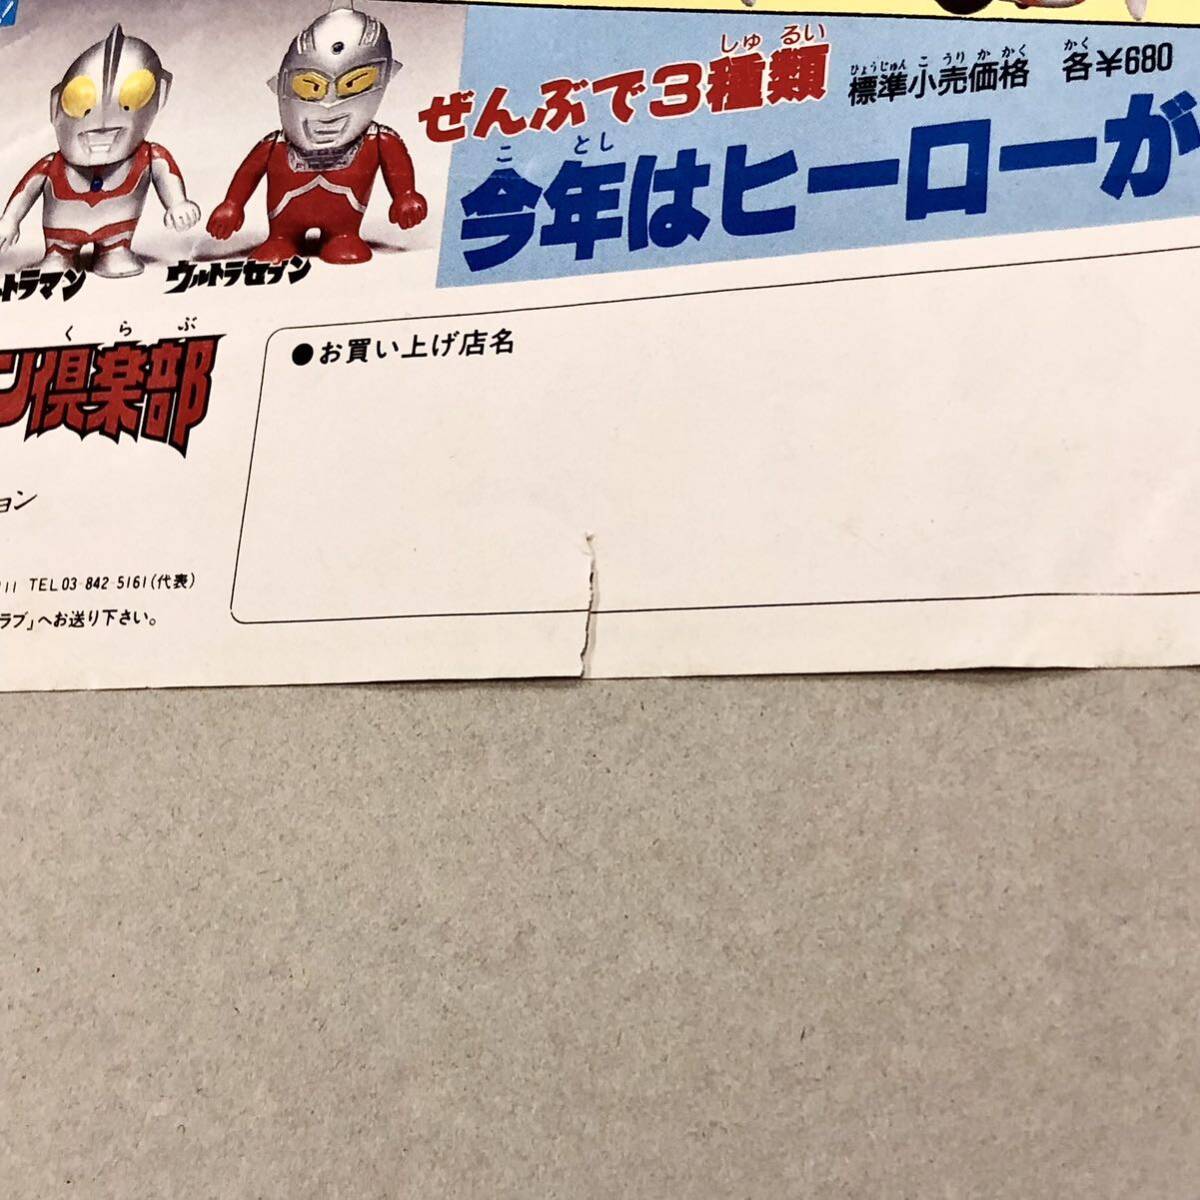 しゅ るい
ぜんぶで3種類
ひょうじゅん こ うり か かく かく
標準小売価格 各¥680
こ とし
今年はヒーローが
トラマン
ウルトラセブン
くらぶ
ン倶楽部
●お買い上げ店名
ョン
11 TEL 03-842-5161(代表)
ラブ」へお送り下さい。